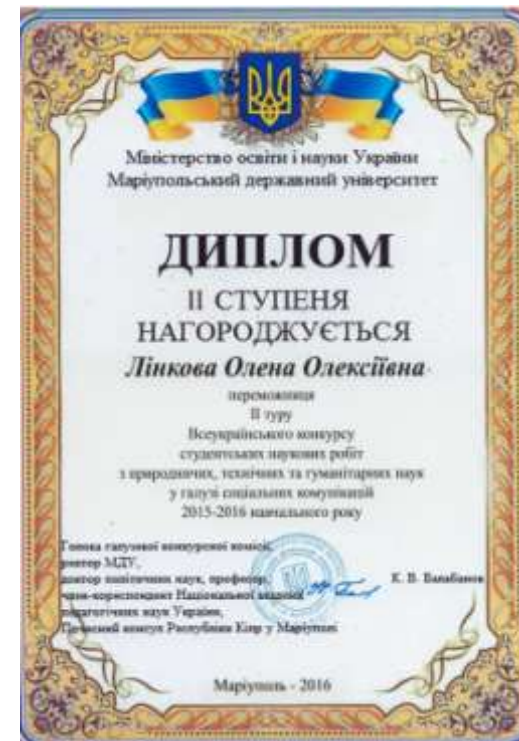 Міністерство освіти і науки України
Маріупольський державний університет
ДИПЛОМ
ІІ СТУПЕНЯ
НАГОРОДЖУЄТЬСЯ
Лінкова Олена Олексіївна
переможниця
ІІ туру
Всеукраїнського конкурсу
студентських наукових робіт
з природничих, технічних та гуманітарних наук
у галузі соціальних комунікацій
2015-2016 навчального року
Голова галузевої конкурсної комісії,
ректор МДУ,
доктор політичних наук, професор,
член-кореспондент Національної академії
педагогічних наук України,
Почесний консул Республіки Кіпр у Маріуполі
К. В. Балабанов
Маріуполь - 2016